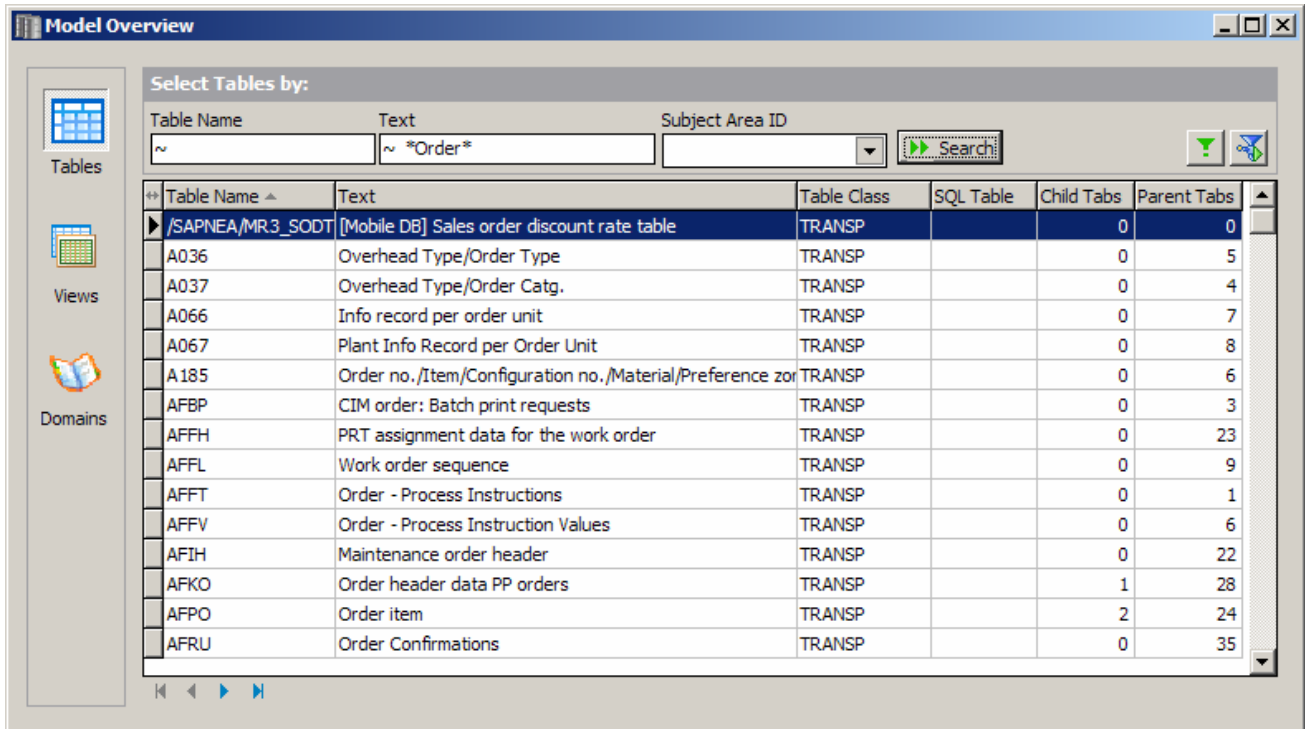 Model Overview
Select Tables by:
Table Name Text Subject Area ID
~ ~ *Order* Search
Tables
Views
Domains
Table Name Text Table Class SQL Table Child Tabs Parent Tabs
/SAPNEA/MR3_SODT [Mobile DB] Sales order discount rate table TRANSP 0 0
A036 Overhead Type/Order Type TRANSP 0 5
A037 Overhead Type/Order Catg. TRANSP 0 4
A066 Info record per order unit TRANSP 0 7
A067 Plant Info Record per Order Unit TRANSP 0 8
A185 Order no./Item/Configuration no./Material/Preference zor TRANSP 0 6
AFBP CIM order: Batch print requests TRANSP 0 3
AFFH PRT assignment data for the work order TRANSP 0 23
AFFL Work order sequence TRANSP 0 9
AFFT Order - Process Instructions TRANSP 0 1
AFFV Order - Process Instruction Values TRANSP 0 6
AFIH Maintenance order header TRANSP 0 22
AFKO Order header data PP orders TRANSP 1 28
AFPO Order item TRANSP 2 24
AFRU Order Confirmations TRANSP 0 35